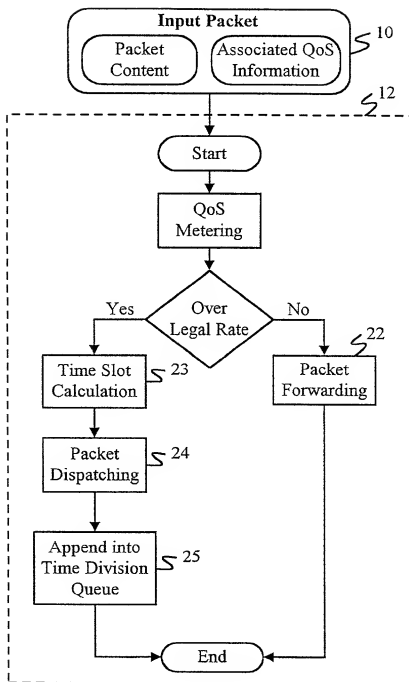 Input Packet
10
Packet
Content
Associated QoS
Information
12
Start
QoS
Metering
Over
Legal Rate
Yes
No
22
23
Time Slot
Calculation
Packet
Forwarding
24
Packet
Dispatching
25
Append into
Time Division
Queue
End